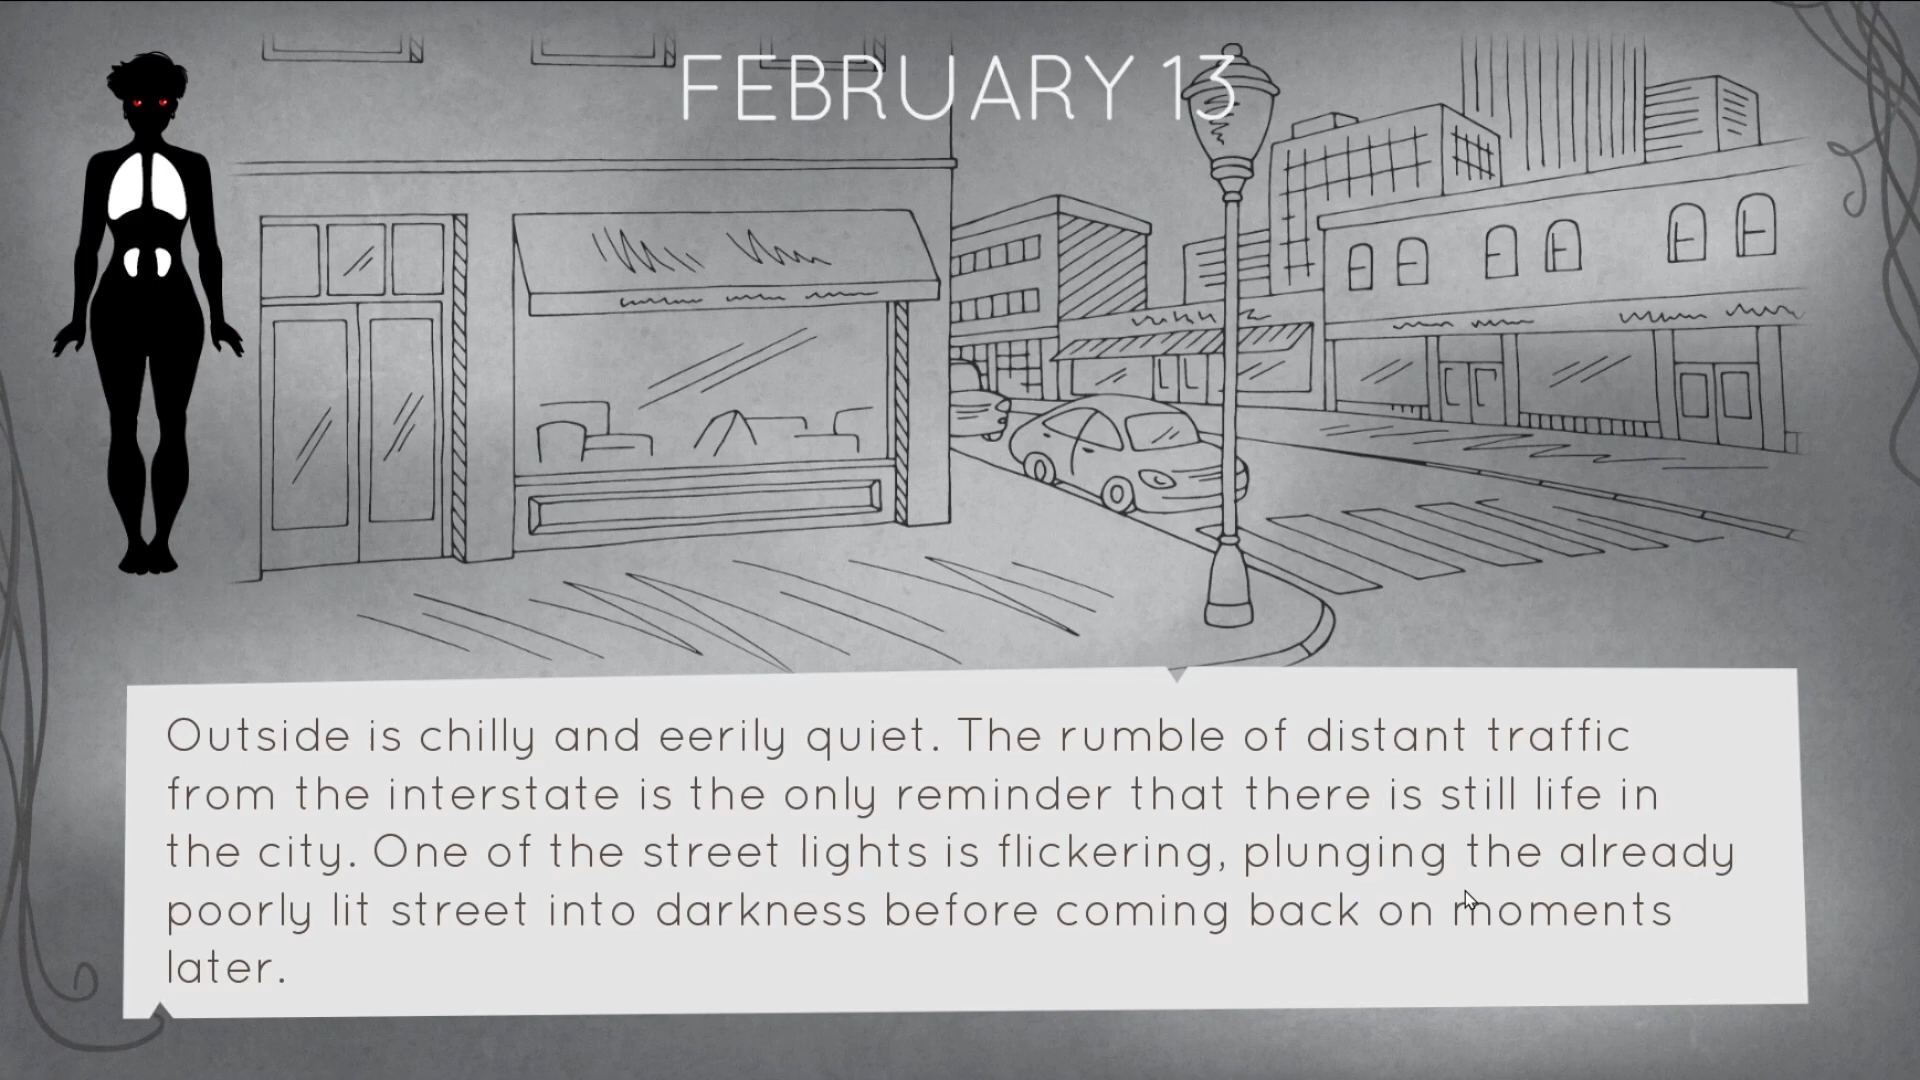 FEBRUARY 13
Outside is chilly and eerily quiet. The rumble of distant traffic
from the interstate is the only reminder that there is still life in
the city. One of the street lights is flickering, plunging the already
poorly lit street into darkness before coming back on moments
later.